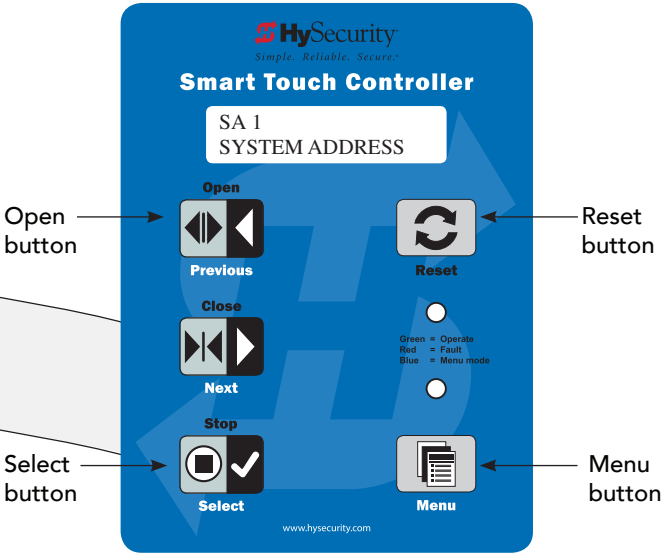 HySecurity
Simple. Reliable. Secure.
Smart Touch Controller
SA 1
SYSTEM ADDRESS
Open
Open
button
Previous
Reset
button
Reset
Close
Next
Green = Operate
Red = Fault
Blue = Menu mode
Stop
Select
button
Select
Menu
button
Menu
www.hysecurity.com